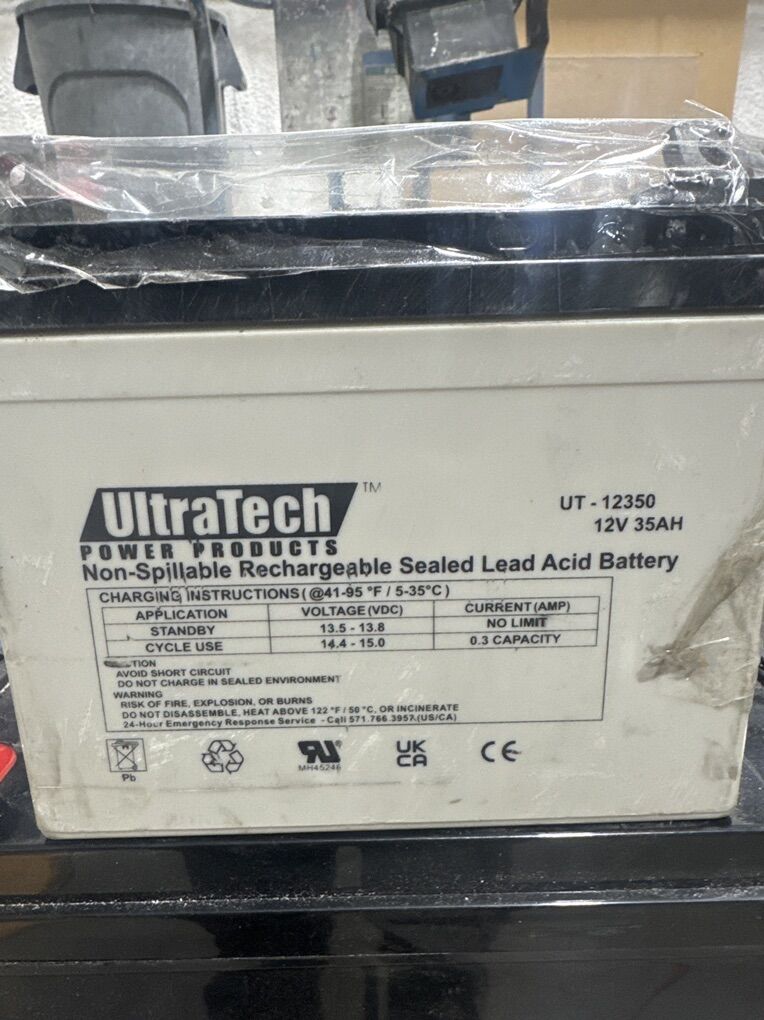 UltraTech™
POWER PRODUCTS
UT - 12350
12V 35AH
Non-Spillable Rechargeable Sealed Lead Acid Battery
CHARGING INSTRUCTIONS ( @41-95 °F / 5-35°C )
APPLICATION VOLTAGE (VDC) CURRENT (AMP)
STANDBY 13.5 - 13.8 NO LIMIT
CYCLE USE 14.4 - 15.0 0.3 CAPACITY
TION
AVOID SHORT CIRCUIT
DO NOT CHARGE IN SEALED ENVIRONMENT
WARNING
RISK OF FIRE, EXPLOSION, OR BURNS
DO NOT DISASSEMBLE, HEAT ABOVE 122 °F / 50 °C, OR INCINERATE
24-Hour Emergency Response Service - Call 571.766.3957.(US/CA)
Pb
RU
MH45246
UK
CA
CE